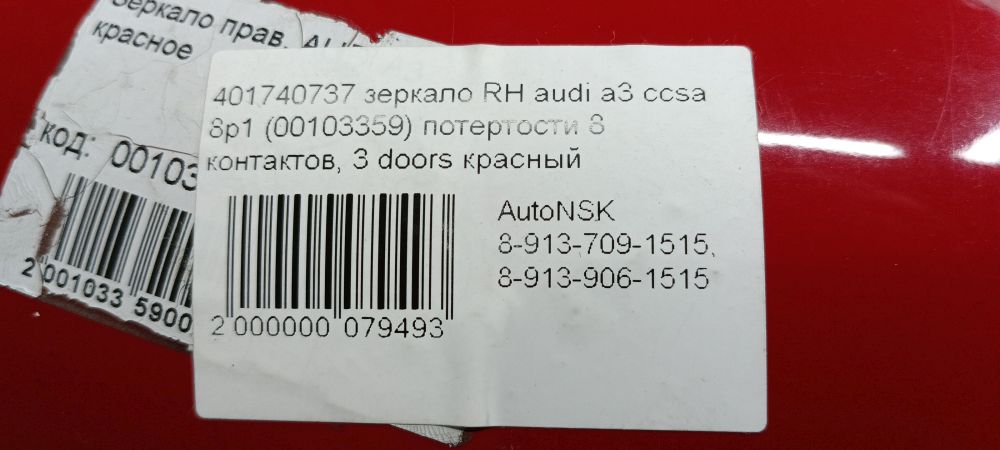 Зеркало прав.
красное
код: 00103
2 001033 5900
401740737 зеркало RH audi a3 ccsa
8p1 (00103359) потертости 8
контактов, 3 doors красный
AutoNSK
8-913-709-1515,
8-913-906-1515
2 000000 079493